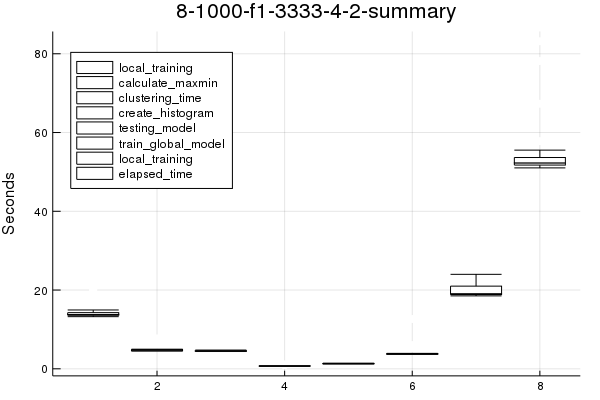 8-1000-f1-3333-4-2-summary
80
60
40
20
0
Seconds
local_training
calculate_maxmin
clustering_time
create_histogram
testing_model
train_global_model
local_training
elapsed_time
2
4
6
8